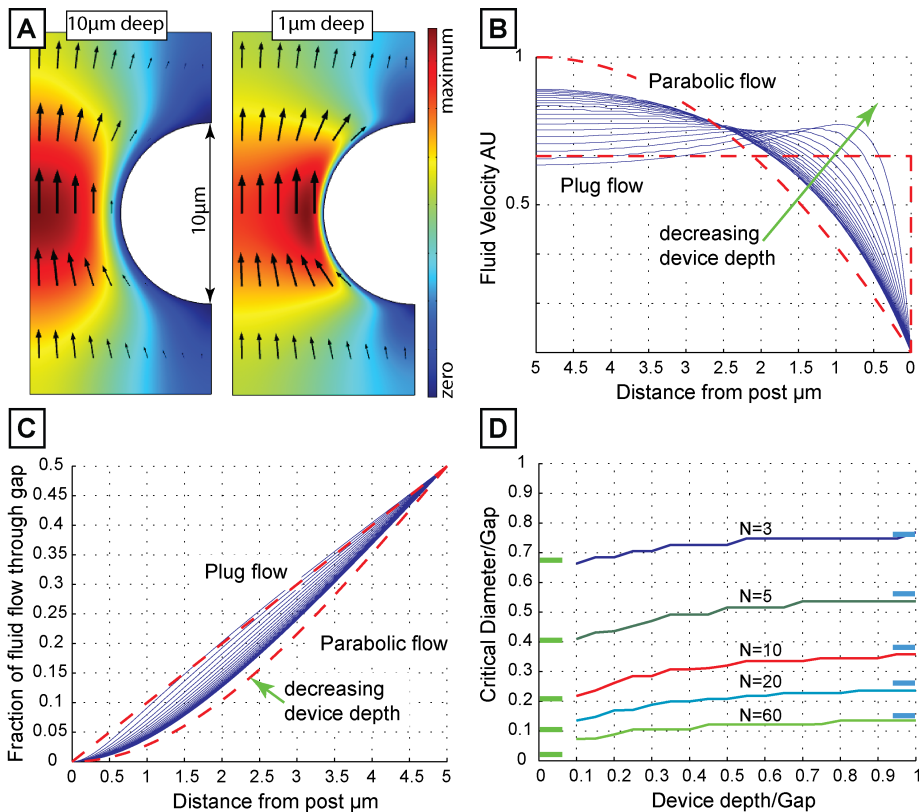 A
10µm deep
1µm deep
10µm
maximum
zero
B
1
0.5
Fluid Velocity AU
Parabolic flow
Plug flow
decreasing
device depth
5 4.5 4 3.5 3 2.5 2 1.5 1 0.5 0
Distance from post µm
C
0.5
0.45
0.4
0.35
0.3
0.25
0.2
0.15
0.1
0.05
0
Fraction of fluid flow through gap
Plug flow
Parabolic flow
decreasing
device depth
0 0.5 1 1.5 2 2.5 3 3.5 4 4.5 5
Distance from post µm
D
1
0.9
0.8
0.7
0.6
0.5
0.4
0.3
0.2
0.1
0
Critical Diameter/Gap
N=3
N=5
N=10
N=20
N=60
0 0.1 0.2 0.3 0.4 0.5 0.6 0.7 0.8 0.9 1
Device depth/Gap